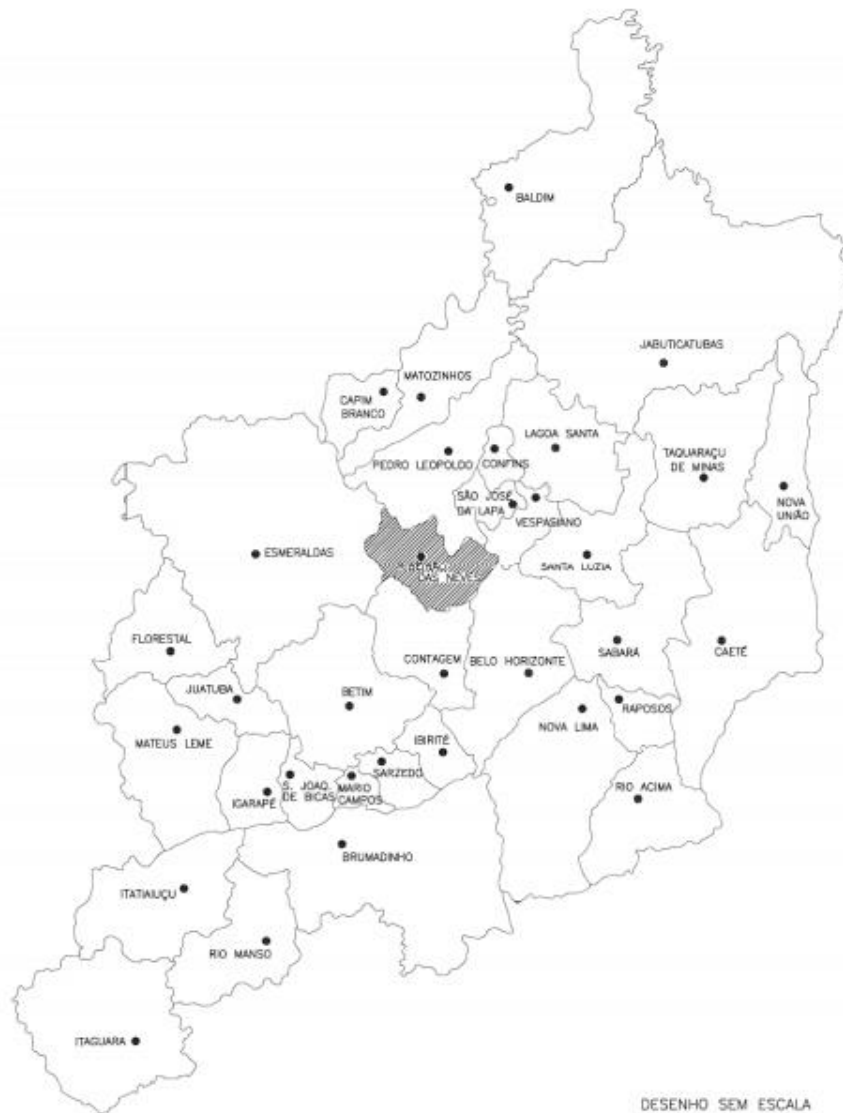 BALDIM
JABUTICATUBAS
MATOZINHOS
CAPIM
BRANCO
LAGOA SANTA
PEDRO LEOPOLDO
CONFINS
TAQUARAÇU
DE MINAS
SÃO JOSÉ
DA LAPA
VESPASIANO
NOVA
UNIÃO
ESMERALDAS
DAS NEVES
SANTA LUZIA
FLORESTAL
CONTAGEM
BELO HORIZONTE
SABARÁ
CAETÉ
JUATUBA
BETIM
NOVA LIMA
RAPOSOS
MATEUS LEME
IBIRITÉ
SARZEDO
S. JOAQ.
DE BICAS
MARIO
CAMPOS
IGARAPÉ
RIO ACIMA
BRUMADINHO
ITATIAIUÇU
RIO MANSO
ITAGUARA
DESENHO SEM ESCALA